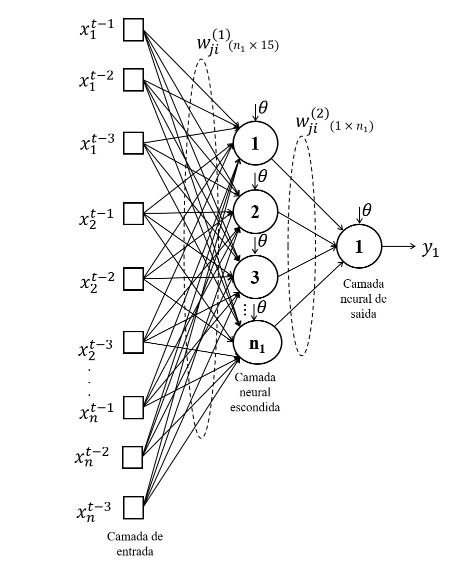 x_1^{t-1}
w_{ji}^{(1)}(n_1 × 15)
x_1^{t-2}
θ
w_{ji}^{(2)}(1 × n_1)
x_1^{t-3}
1
θ
x_2^{t-1}
2
θ
θ
1
y_1
x_2^{t-2}
3
Camada
neural de
saída
⋮ θ
x_2^{t-3}
n_1
Camada
neural
escondida
. . .
x_n^{t-1}
x_n^{t-2}
x_n^{t-3}
Camada de
entrada